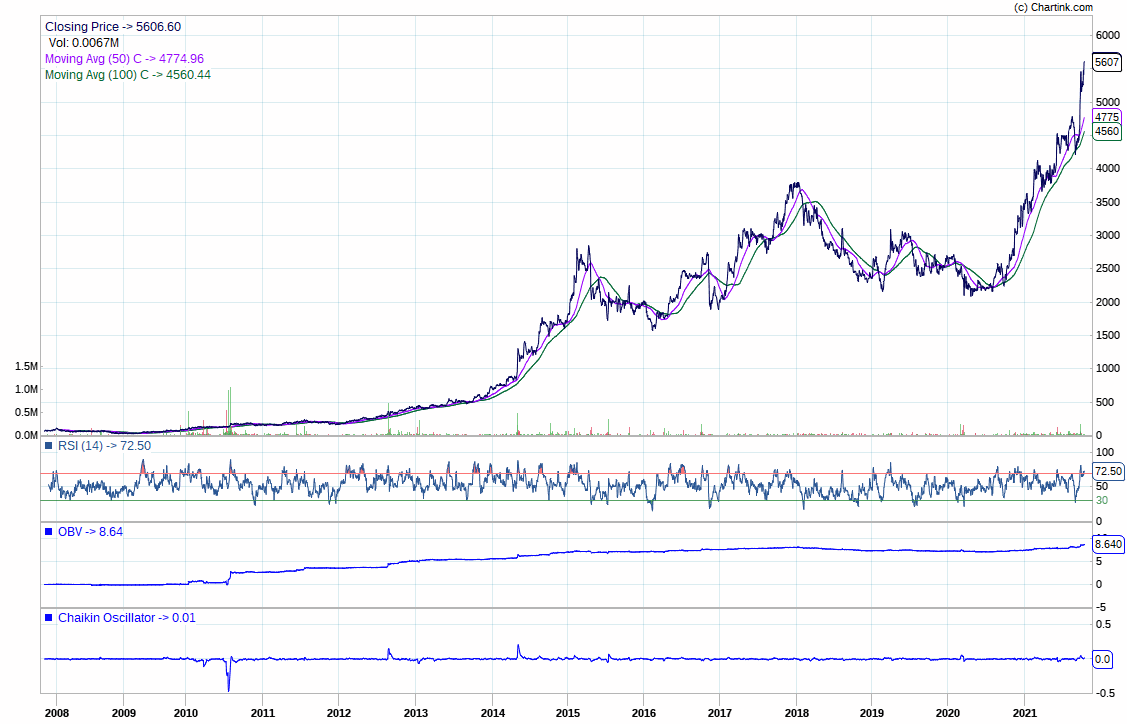 (c) Chartink.com
Closing Price -> 5606.60
Vol: 0.0067M
Moving Avg (50) C -> 4774.96
Moving Avg (100) C -> 4560.44
6000
5607
5000
4775
4560
4000
3500
3000
2500
2000
1500
1000
500
0
1.5M
1.0M
0.5M
0.0M
RSI (14) -> 72.50
100
72.50
50
30
0
OBV -> 8.64
8.640
5
0
-5
Chaikin Oscillator -> 0.01
0.5
0.0
-0.5
2008 2009 2010 2011 2012 2013 2014 2015 2016 2017 2018 2019 2020 2021